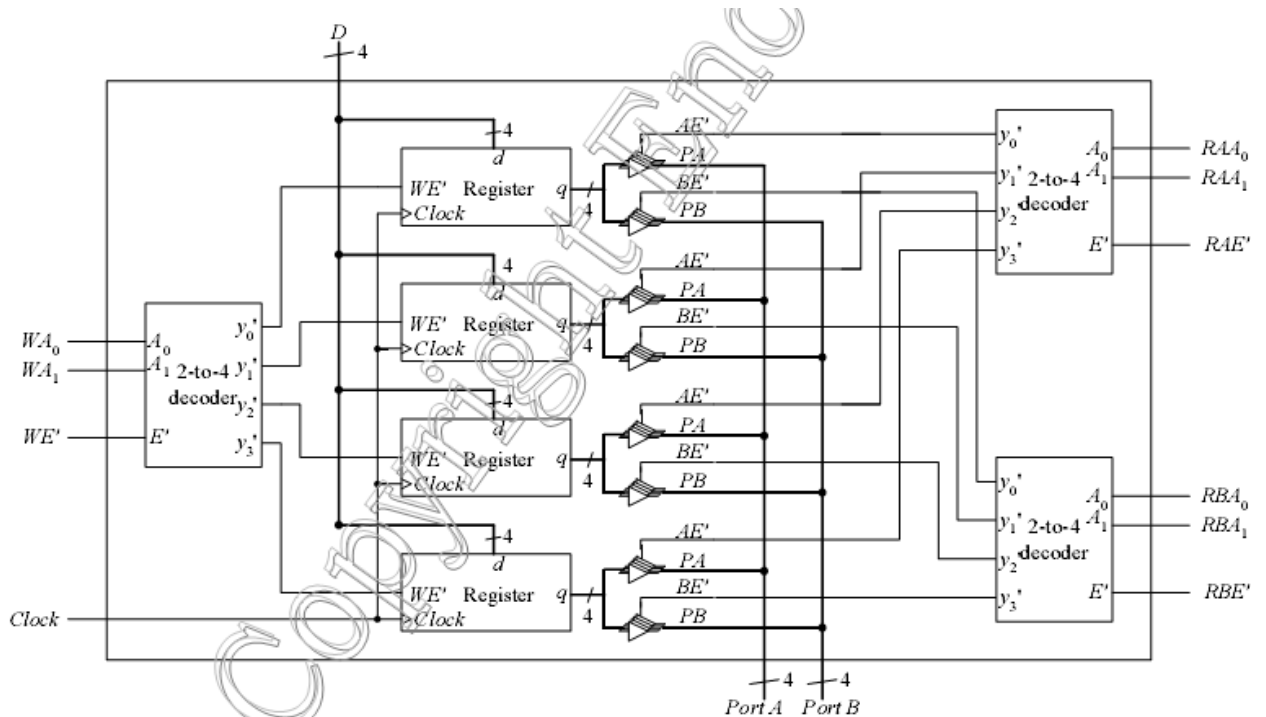 D
4
4
d
WE' Register q
4
Clock
AE'
PA
BE'
PB
4
d
WE' Register q
4
Clock
AE'
PA
BE'
PB
4
d
WE' Register q
4
Clock
AE'
PA
BE'
PB
4
d
WE' Register q
4
Clock
AE'
PA
BE'
PB
WA0
WA1
WE'
Clock
A0
A1 2-to-4
decoder
E'
y0'
y1'
y2'
y3'
y0'
y1' 2-to-4
y2' decoder
y3'
A0
A1
E'
RAA0
RAA1
RAE'
y0'
y1' 2-to-4
y2' decoder
y3'
A0
A1
E'
RBA0
RBA1
RBE'
4
4
Port A Port B
Copyright Eno